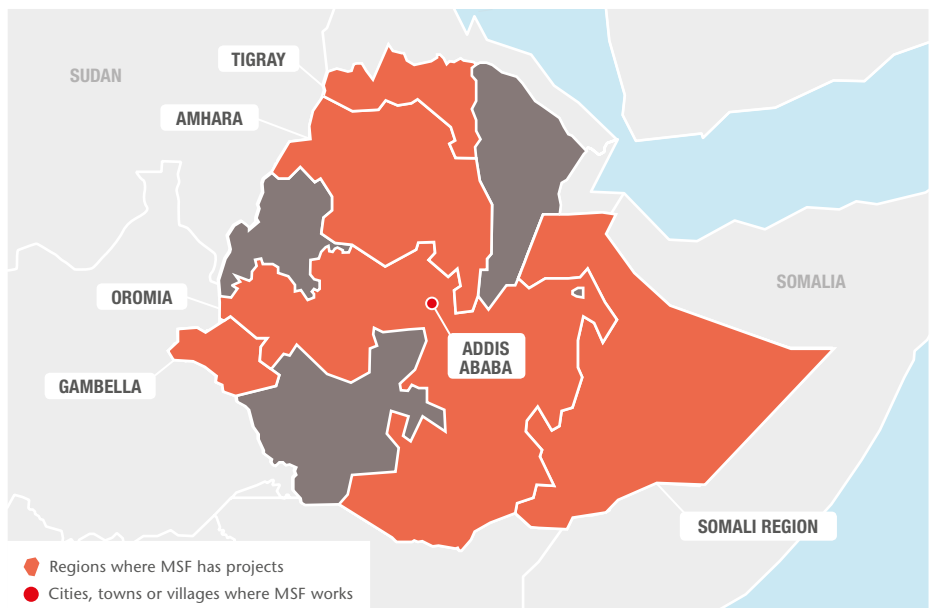 TIGRAY
SUDAN
AMHARA
SOMALIA
OROMIA
ADDIS
ABABA
GAMBELLA
SOMALI REGION
Regions where MSF has projects
Cities, towns or villages where MSF works